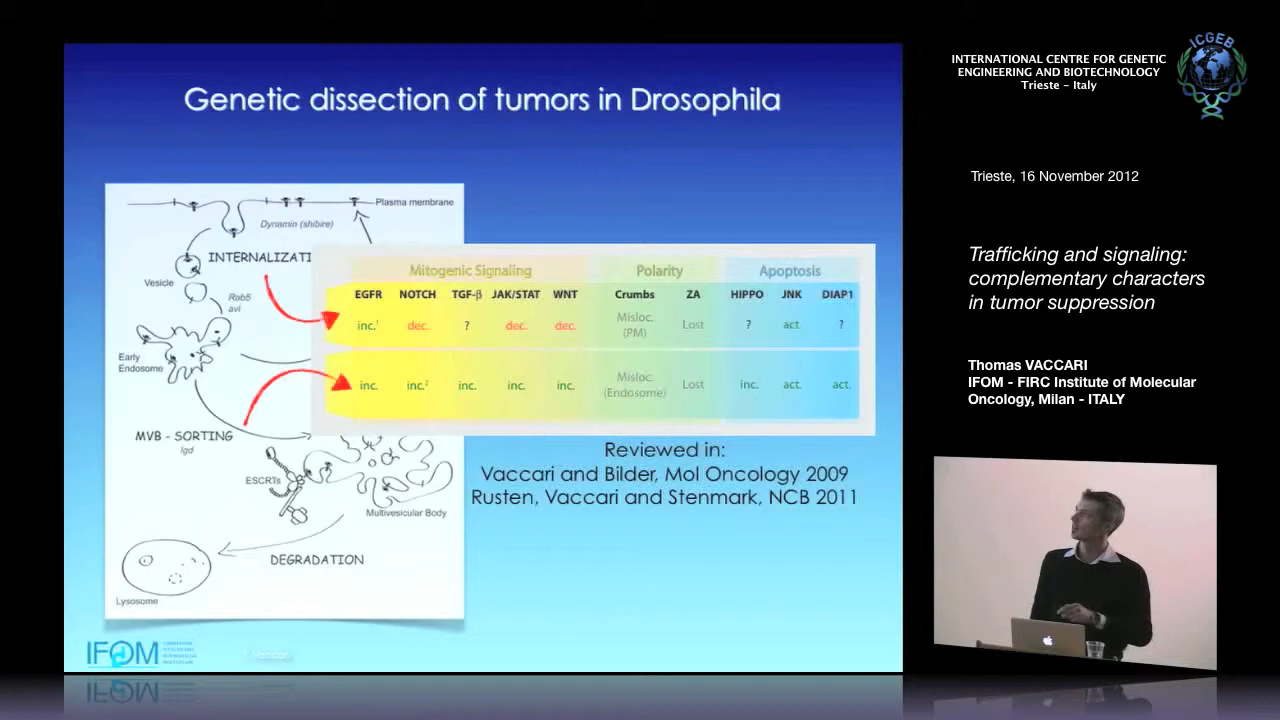 Genetic dissection of tumors in Drosophila
Plasma membrane
Dynamin (shibire)
INTERNALIZATI
Vesicle
Rab5
avi
Early
Endosome
MVB - SORTING
lgd
ESCRTs
Multivesicular Body
DEGRADATION
Lysosome
Mitogenic Signaling Polarity Apoptosis
EGFR NOTCH TGF-β JAK/STAT WNT Crumbs ZA HIPPO JNK DIAP1
inc.¹ dec. ? dec. dec. Misloc. (PM) Lost ? act. ?
inc. inc.² inc. inc. inc. Misloc. (Endosome) Lost inc. act. act.
Reviewed in:
Vaccari and Bilder, Mol Oncology 2009
Rusten, Vaccari and Stenmark, NCB 2011
IFOM
INTERNATIONAL CENTRE FOR GENETIC
ENGINEERING AND BIOTECHNOLOGY
Trieste - Italy
ICGEB
Trieste, 16 November 2012
Trafficking and signaling:
complementary characters
in tumor suppression
Thomas VACCARI
IFOM - FIRC Institute of Molecular
Oncology, Milan - ITALY